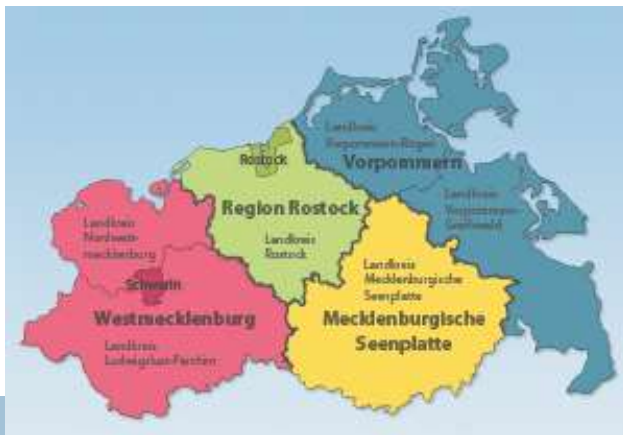 Landkreis
Vorpommern-Rügen
Vorpommern
Rostock
Region Rostock
Landkreis
Rostock
Landkreis
Nordwest-
mecklenburg
Landkreis
Vorpommern-
Greifswald
Landkreis
Mecklenburgische
Seenplatte
Schwerin
Westmecklenburg
Mecklenburgische
Seenplatte
Landkreis
Ludwigslust-Parchim